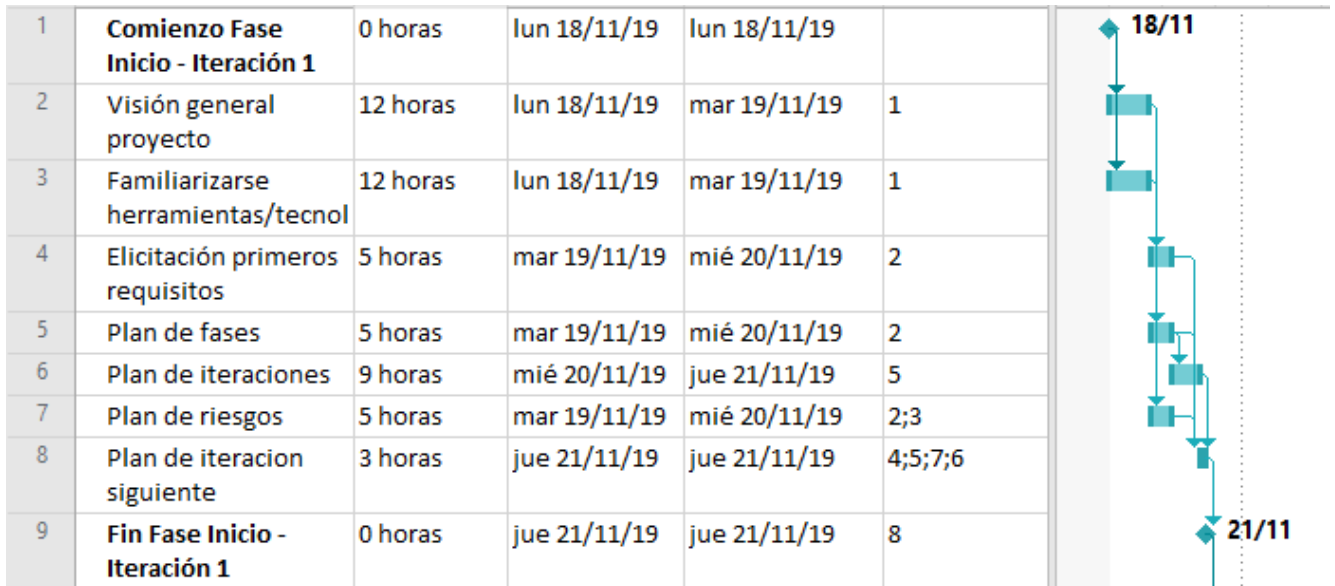 1 Comienzo Fase 0 horas lun 18/11/19 lun 18/11/19 18/11
Inicio - Iteración 1
2 Visión general 12 horas lun 18/11/19 mar 19/11/19 1
proyecto
3 Familiarizarse 12 horas lun 18/11/19 mar 19/11/19 1
herramientas/tecnol
4 Elicitación primeros 5 horas mar 19/11/19 mié 20/11/19 2
requisitos
5 Plan de fases 5 horas mar 19/11/19 mié 20/11/19 2
6 Plan de iteraciones 9 horas mié 20/11/19 jue 21/11/19 5
7 Plan de riesgos 5 horas mar 19/11/19 mié 20/11/19 2;3
8 Plan de iteracion 3 horas jue 21/11/19 jue 21/11/19 4;5;7;6
siguiente
9 Fin Fase Inicio - 0 horas jue 21/11/19 jue 21/11/19 8 21/11
Iteración 1